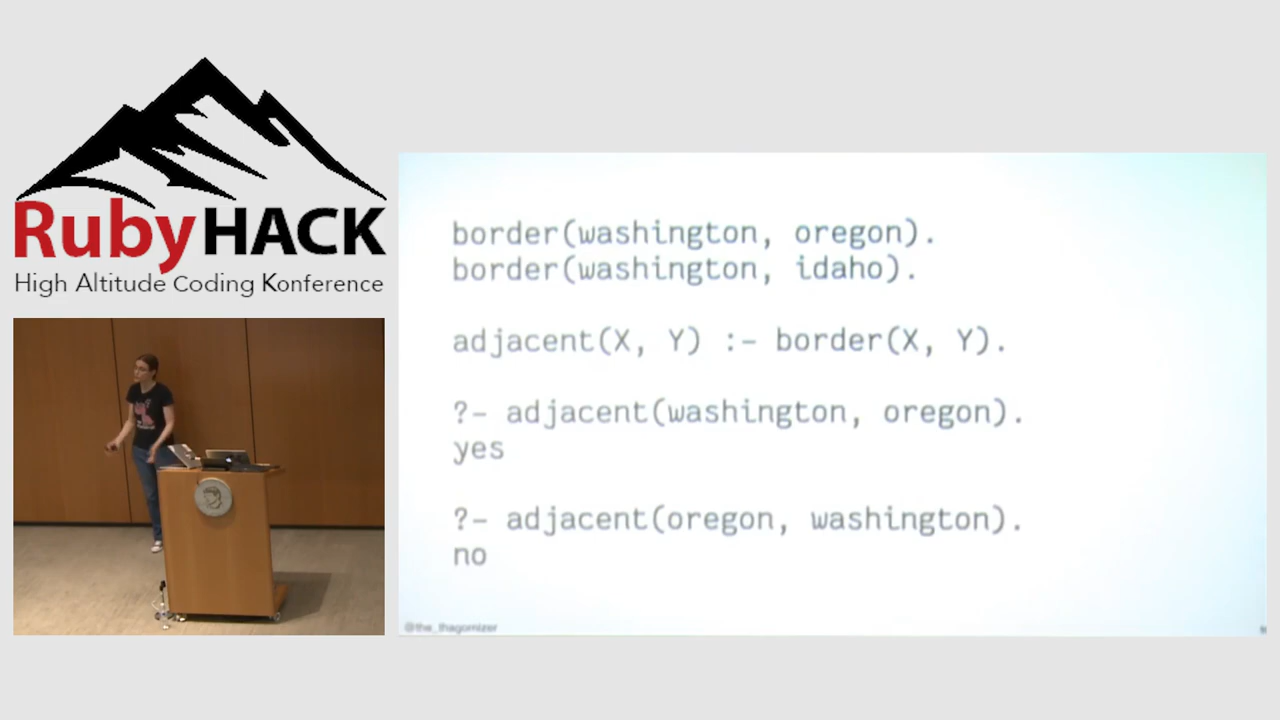 RubyHACK
High Altitude Coding Konference
border(washington, oregon).
border(washington, idaho).
adjacent(X, Y) :- border(X, Y).
?- adjacent(washington, oregon).
yes
?- adjacent(oregon, washington).
no
@the_thagomizer